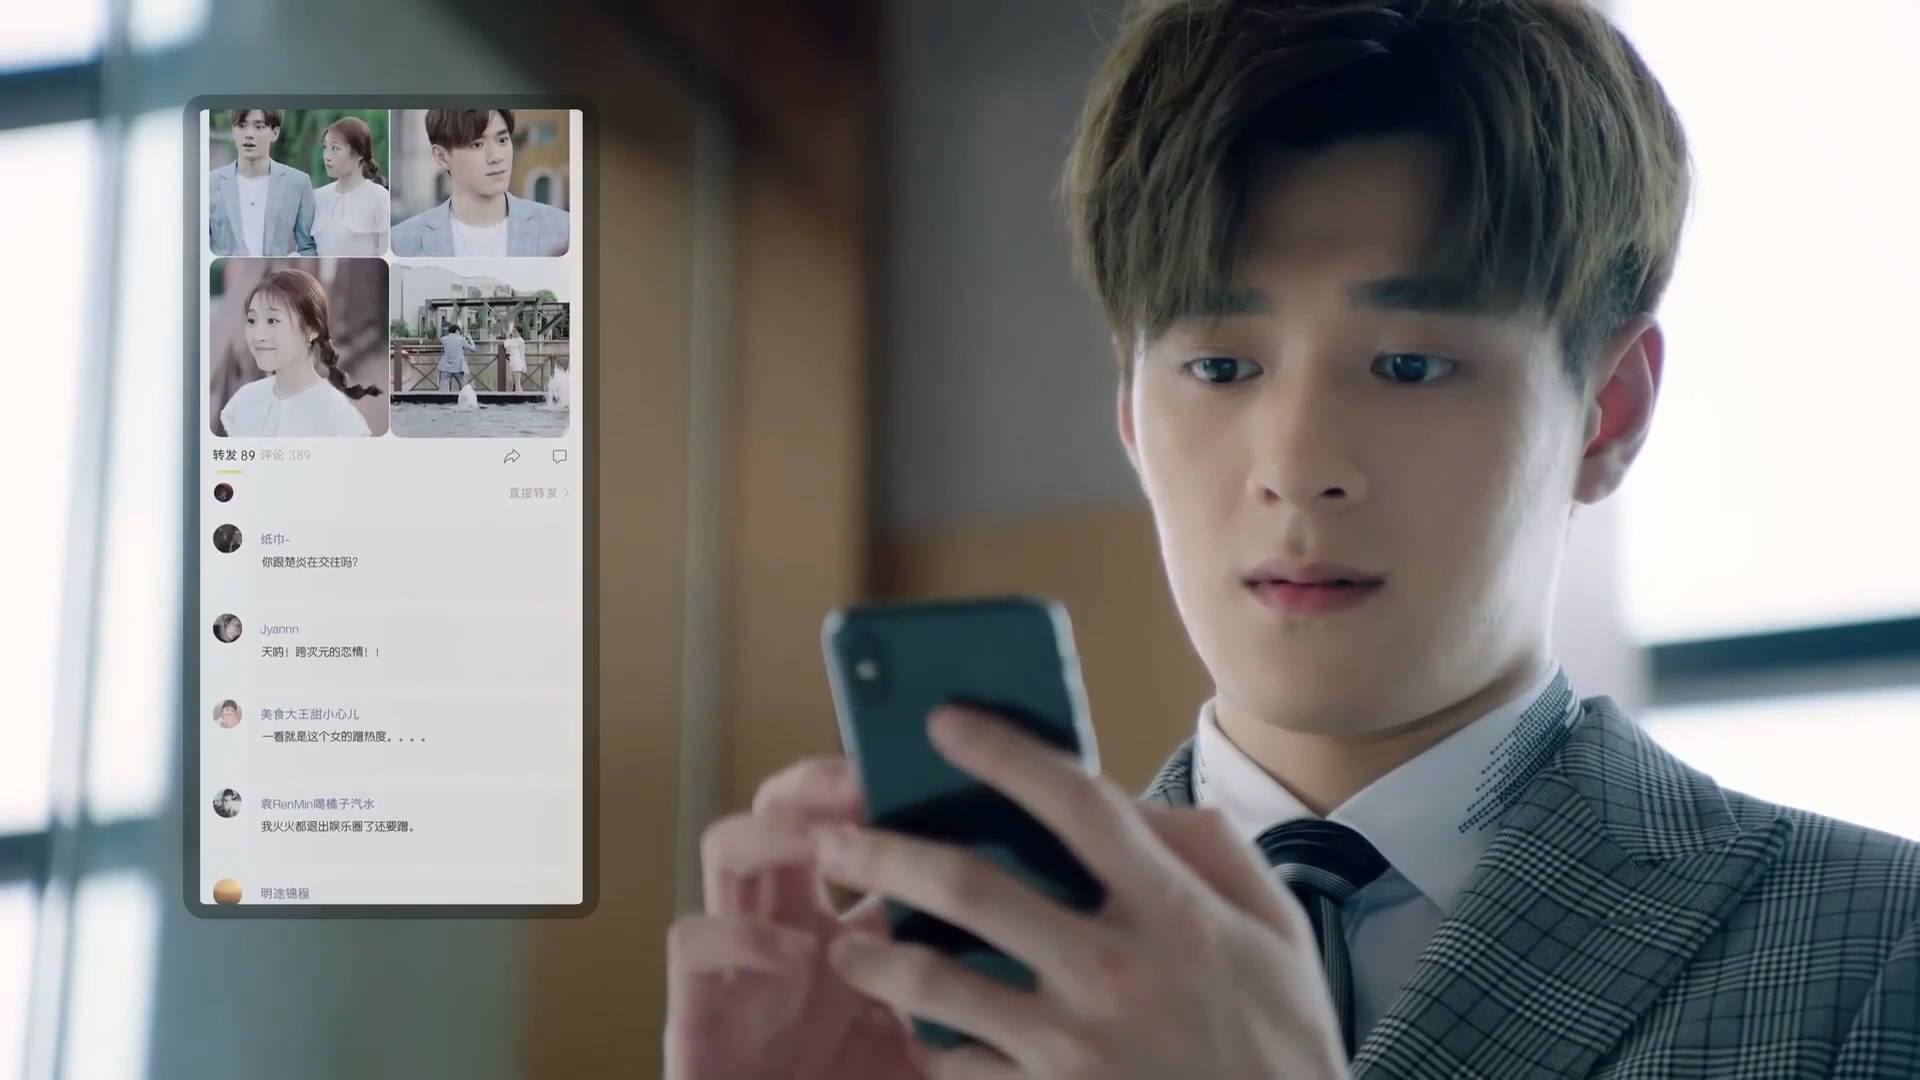 转发 89 评论 389
直接转发 >
纸巾-
你跟楚炎在交往吗?
Jyannn
天呐！跨次元的恋情！！
美食大王甜小心儿
一看就是这个女的蹭热度。。。。
袁RenMin喝橘子汽水
我火火都退出娱乐圈了还要蹭。
明途锦程